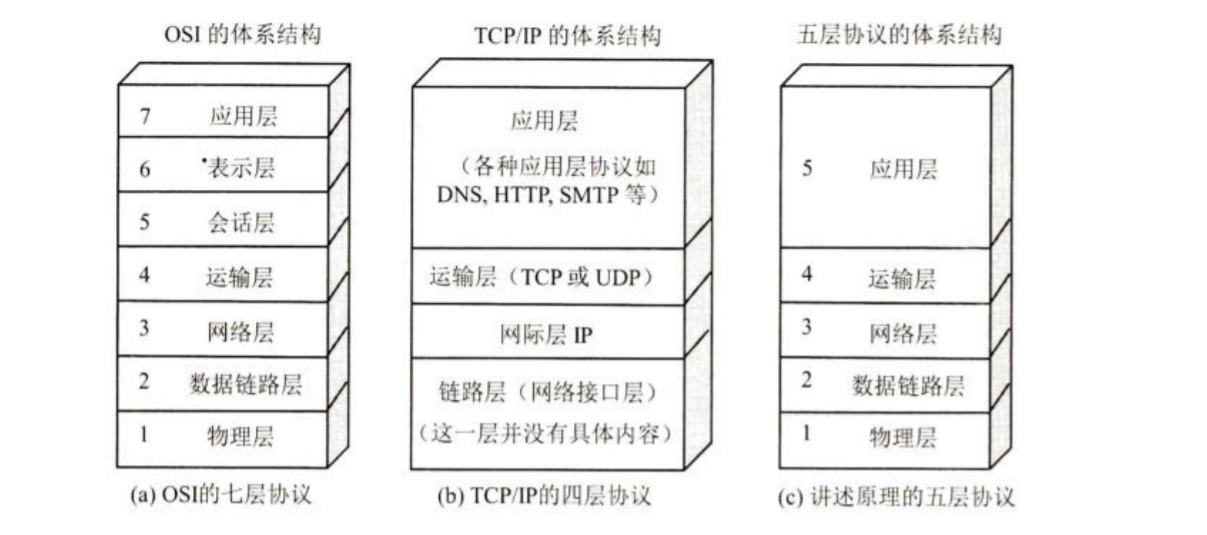 OSI 的体系结构
7 应用层
6 表示层
5 会话层
4 运输层
3 网络层
2 数据链路层
1 物理层
(a) OSI的七层协议
TCP/IP 的体系结构
应用层
（各种应用层协议如
DNS, HTTP, SMTP 等）
运输层（TCP 或 UDP）
网际层 IP
链路层（网络接口层）
（这一层并没有具体内容）
(b) TCP/IP的四层协议
五层协议的体系结构
5 应用层
4 运输层
3 网络层
2 数据链路层
1 物理层
(c) 讲述原理的五层协议